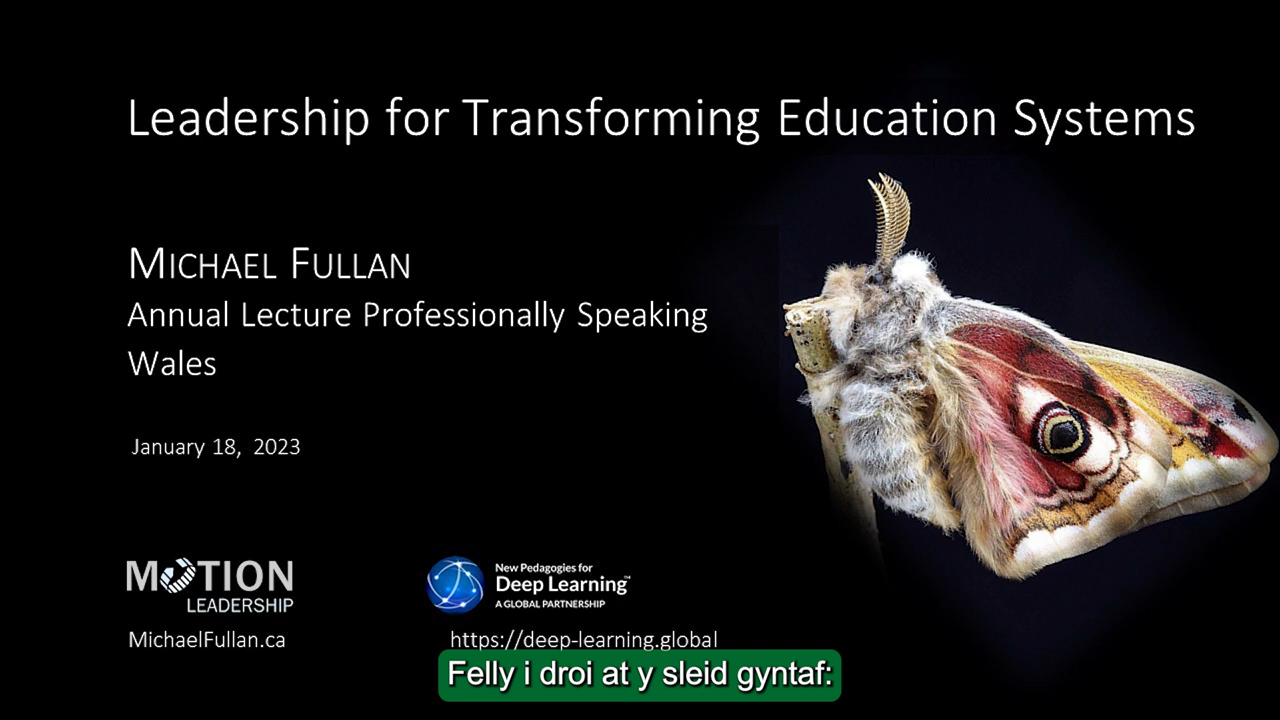 Leadership for Transforming Education Systems
MICHAEL FULLAN
Annual Lecture Professionally Speaking
Wales
January 18, 2023
MOTION
LEADERSHIP
MichaelFullan.ca
New Pedagogies for
Deep Learning™
A GLOBAL PARTNERSHIP
https://deep-learning.global
Felly i droi at y sleid gyntaf: